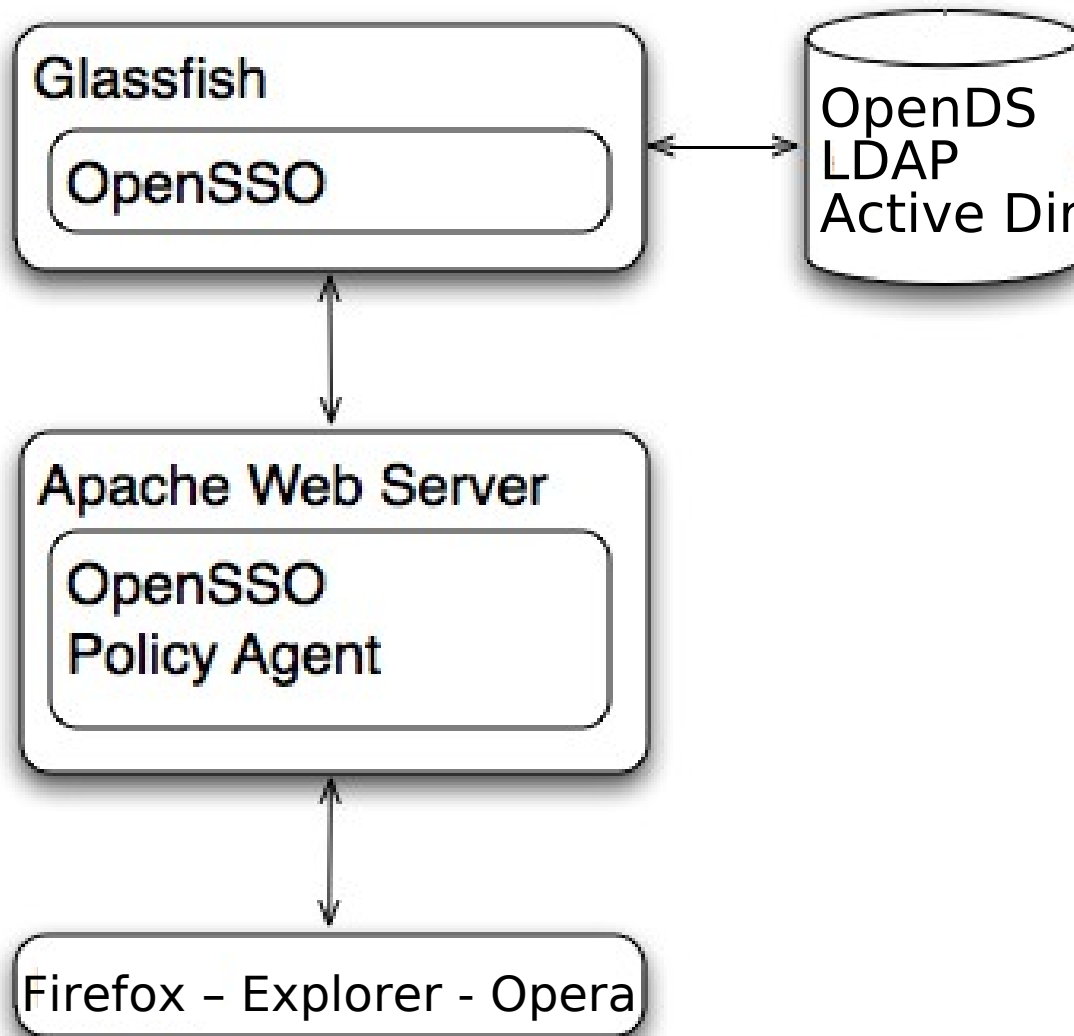 Glassfish
OpenSSO
OpenDS
LDAP
Active Dir
Apache Web Server
OpenSSO
Policy Agent
Firefox – Explorer - Opera